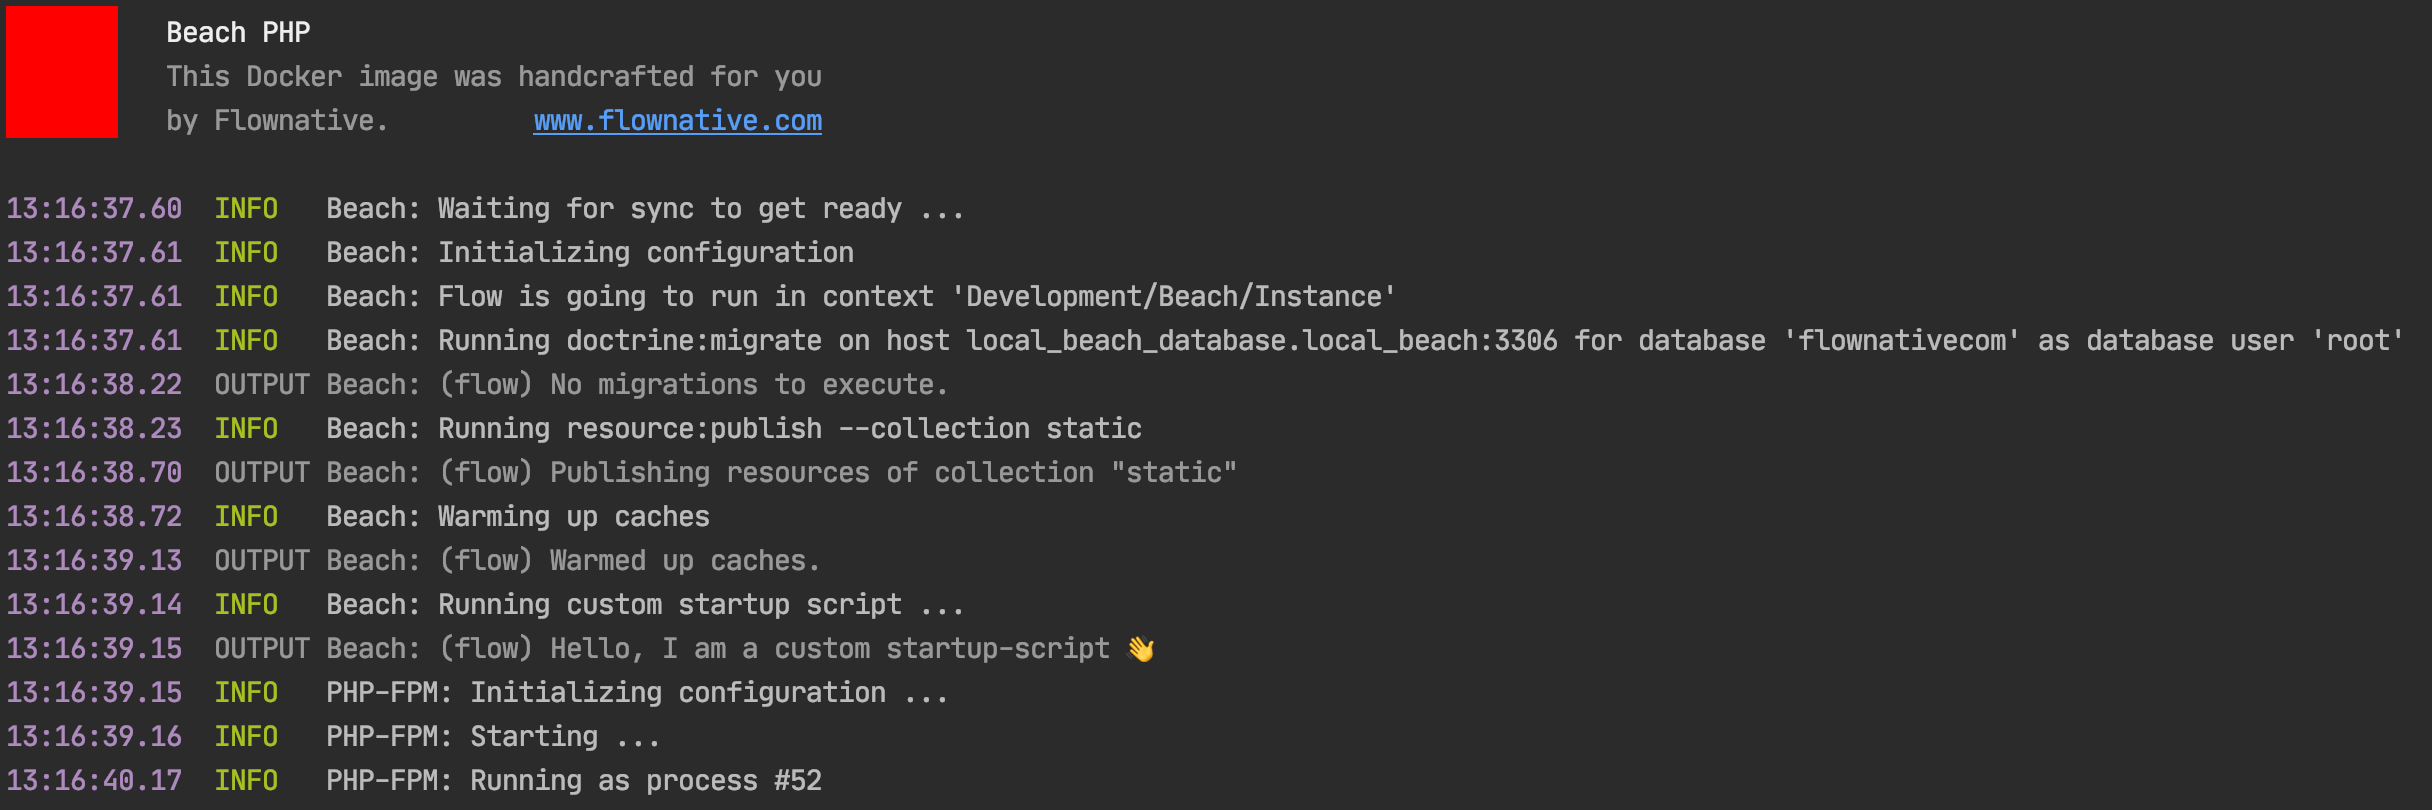 Beach PHP
This Docker image was handcrafted for you
by Flownative. www.flownative.com
13:16:37.60 INFO Beach: Waiting for sync to get ready ...
13:16:37.61 INFO Beach: Initializing configuration
13:16:37.61 INFO Beach: Flow is going to run in context 'Development/Beach/Instance'
13:16:37.61 INFO Beach: Running doctrine:migrate on host local_beach_database.local_beach:3306 for database 'flownativecom' as database user 'root'
13:16:38.22 OUTPUT Beach: (flow) No migrations to execute.
13:16:38.23 INFO Beach: Running resource:publish --collection static
13:16:38.70 OUTPUT Beach: (flow) Publishing resources of collection "static"
13:16:38.72 INFO Beach: Warming up caches
13:16:39.13 OUTPUT Beach: (flow) Warmed up caches.
13:16:39.14 INFO Beach: Running custom startup script ...
13:16:39.15 OUTPUT Beach: (flow) Hello, I am a custom startup-script 👋
13:16:39.15 INFO PHP-FPM: Initializing configuration ...
13:16:39.16 INFO PHP-FPM: Starting ...
13:16:40.17 INFO PHP-FPM: Running as process #52